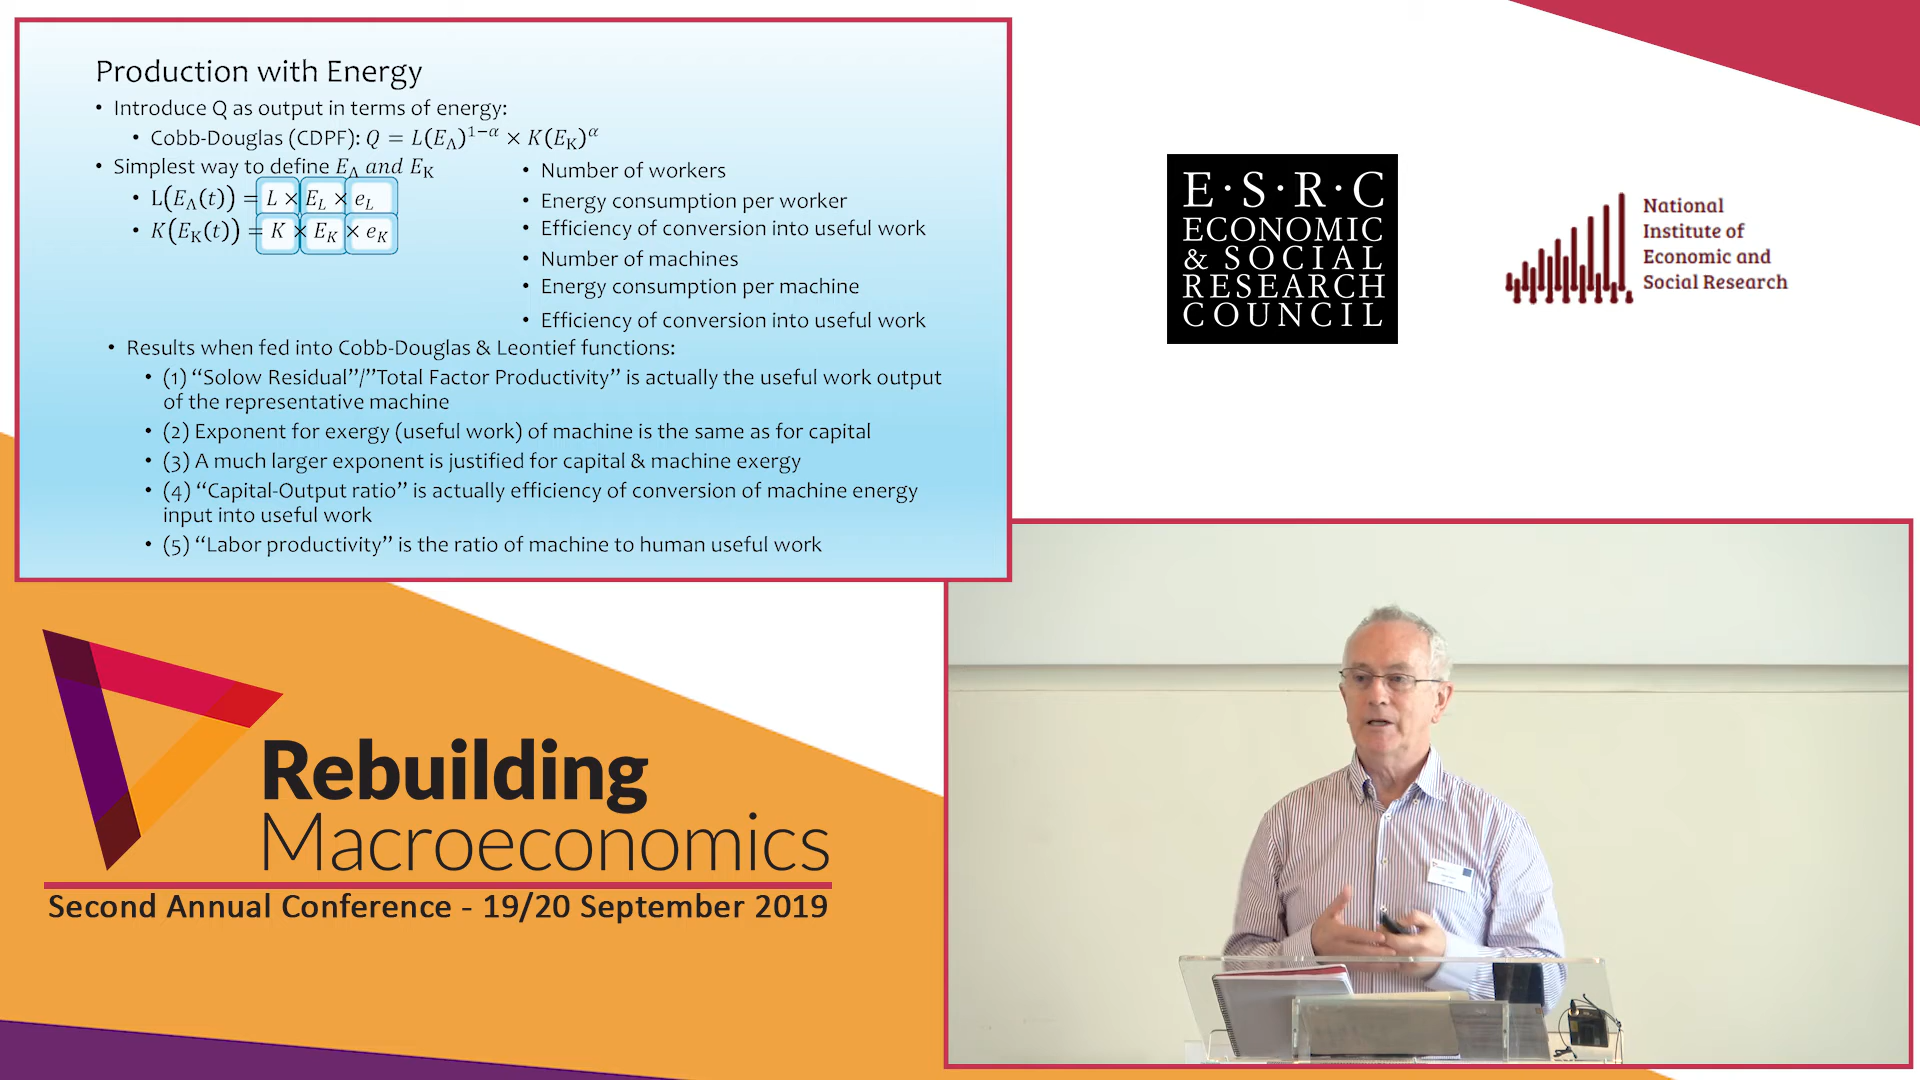 Production with Energy
• Introduce Q as output in terms of energy:
• Cobb-Douglas (CDPF): Q = L(E_Λ)^{1−α} × K(E_K)^α
• Simplest way to define E_Λ and E_K
• L(E_Λ(t)) = L × E_L × e_L
• K(E_K(t)) = K × E_K × e_K
• Number of workers
• Energy consumption per worker
• Efficiency of conversion into useful work
• Number of machines
• Energy consumption per machine
• Efficiency of conversion into useful work
• Results when fed into Cobb-Douglas & Leontief functions:
• (1) “Solow Residual”/”Total Factor Productivity” is actually the useful work output
of the representative machine
• (2) Exponent for exergy (useful work) of machine is the same as for capital
• (3) A much larger exponent is justified for capital & machine exergy
• (4) “Capital-Output ratio” is actually efficiency of conversion of machine energy
input into useful work
• (5) “Labor productivity” is the ratio of machine to human useful work
E·S·R·C
ECONOMIC
& SOCIAL
RESEARCH
COUNCIL
National
Institute of
Economic and
Social Research
Rebuilding
Macroeconomics
Second Annual Conference - 19/20 September 2019